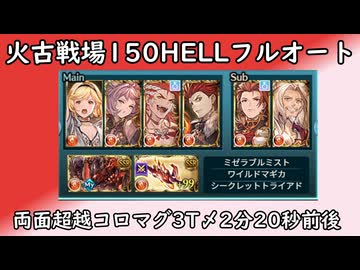 火古戦場150HELLフルオート
Main
Sub
SSR
My
SSR
+99
ミゼラブルミスト
ワイルドマギカ
シークレットトライアド
両面超越コロマグ3T〆2分20秒前後